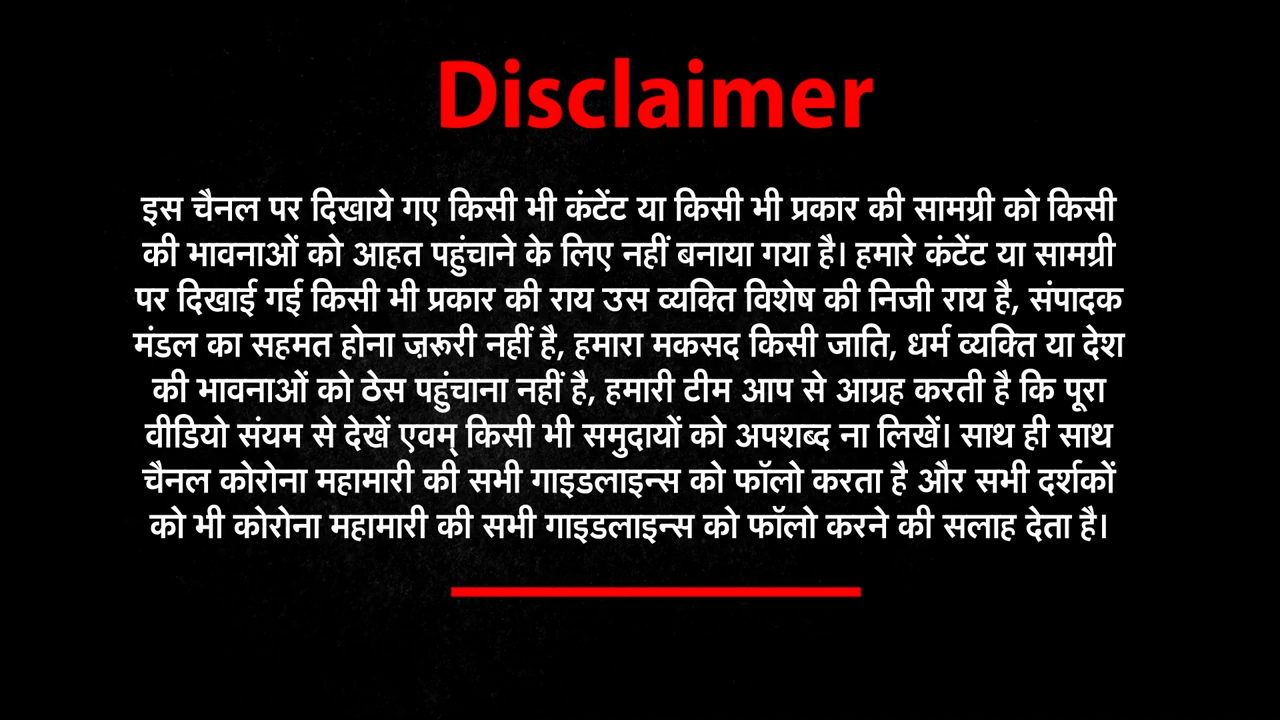 Disclaimer
इस चैनल पर दिखाये गए किसी भी कंटेंट या किसी भी प्रकार की सामग्री को किसी
की भावनाओं को आहत पहुंचाने के लिए नहीं बनाया गया है। हमारे कंटेंट या सामग्री
पर दिखाई गई किसी भी प्रकार की राय उस व्यक्ति विशेष की निजी राय है, संपादक
मंडल का सहमत होना ज़रूरी नहीं है, हमारा मकसद किसी जाति, धर्म व्यक्ति या देश
की भावनाओं को ठेस पहुंचाना नहीं है, हमारी टीम आप से आग्रह करती है कि पूरा
वीडियो संयम से देखें एवम् किसी भी समुदायों को अपशब्द ना लिखें। साथ ही साथ
चैनल कोरोना महामारी की सभी गाइडलाइन्स को फॉलो करता है और सभी दर्शकों
को भी कोरोना महामारी की सभी गाइडलाइन्स को फॉलो करने की सलाह देता है।